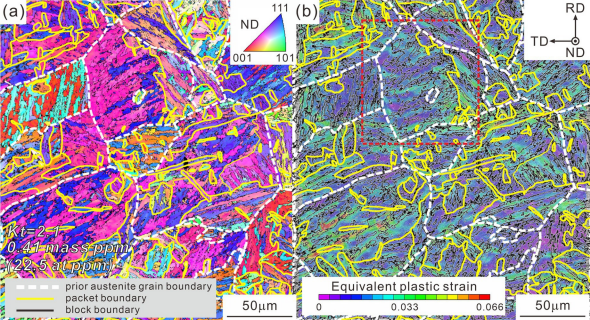 (a)
ND
111
001
101
Kt=2.1
0.41 mass ppm
(22.5 at ppm)
prior austenite grain boundary
packet boundary
block boundary
50μm
(b)
RD
TD
ND
Equivalent plastic strain
0
0.033
0.066
50μm